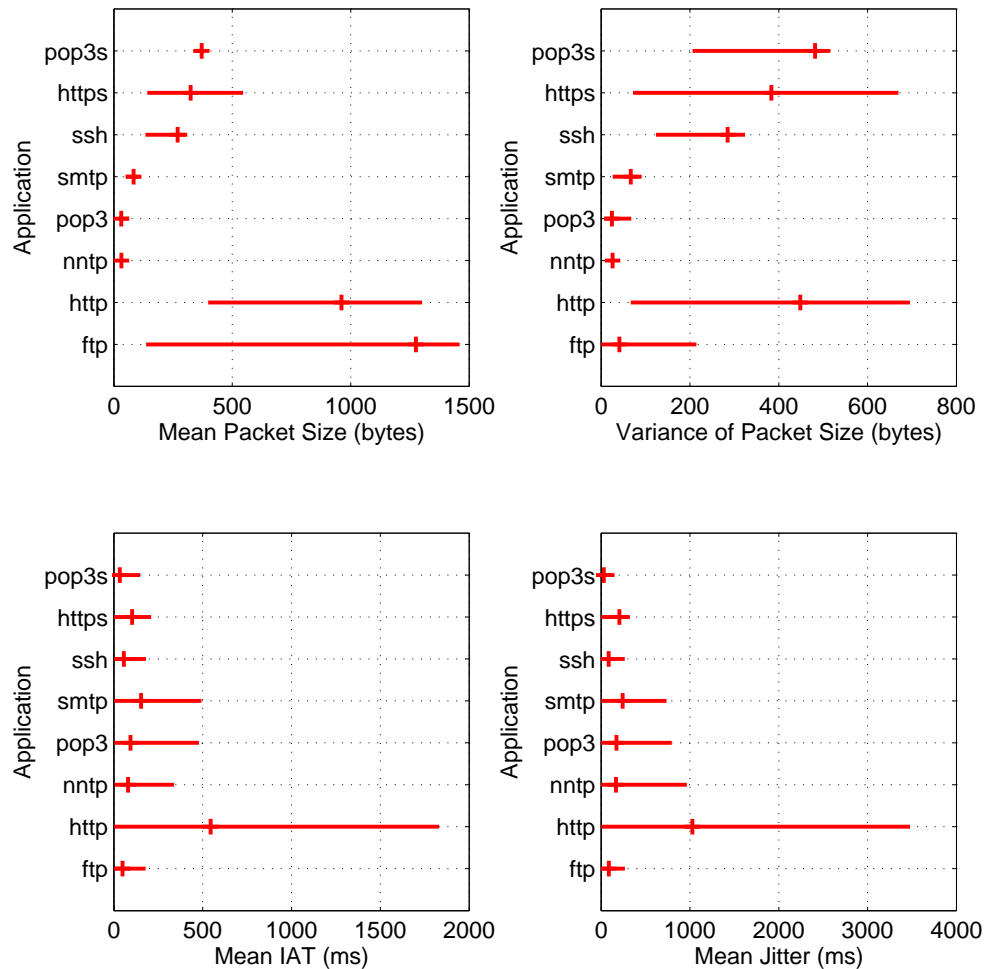 pop3s
https
ssh
smtp
pop3
nntp
http
ftp
Application
0 500 1000 1500
Mean Packet Size (bytes)
pop3s
https
ssh
smtp
pop3
nntp
http
ftp
Application
0 200 400 600 800
Variance of Packet Size (bytes)
pop3s
https
ssh
smtp
pop3
nntp
http
ftp
Application
0 500 1000 1500 2000
Mean IAT (ms)
pop3s
https
ssh
smtp
pop3
nntp
http
ftp
Application
0 1000 2000 3000 4000
Mean Jitter (ms)